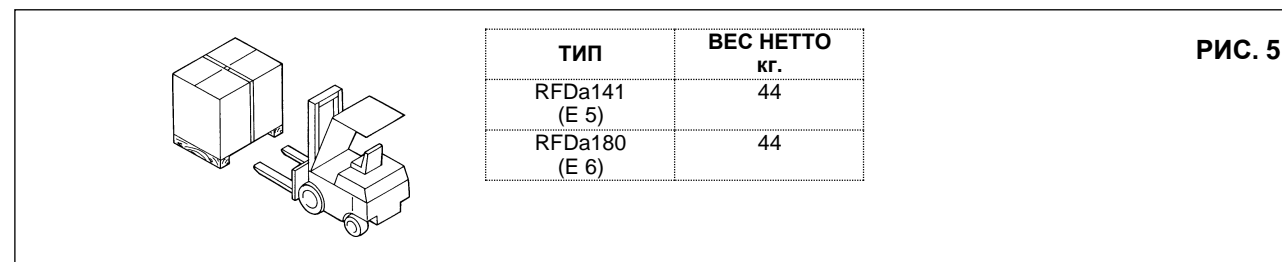 ТИП
ВЕС НЕТТО
кг.
RFDa141
(E 5)
44
RFDa180
(E 6)
44
РИС. 5